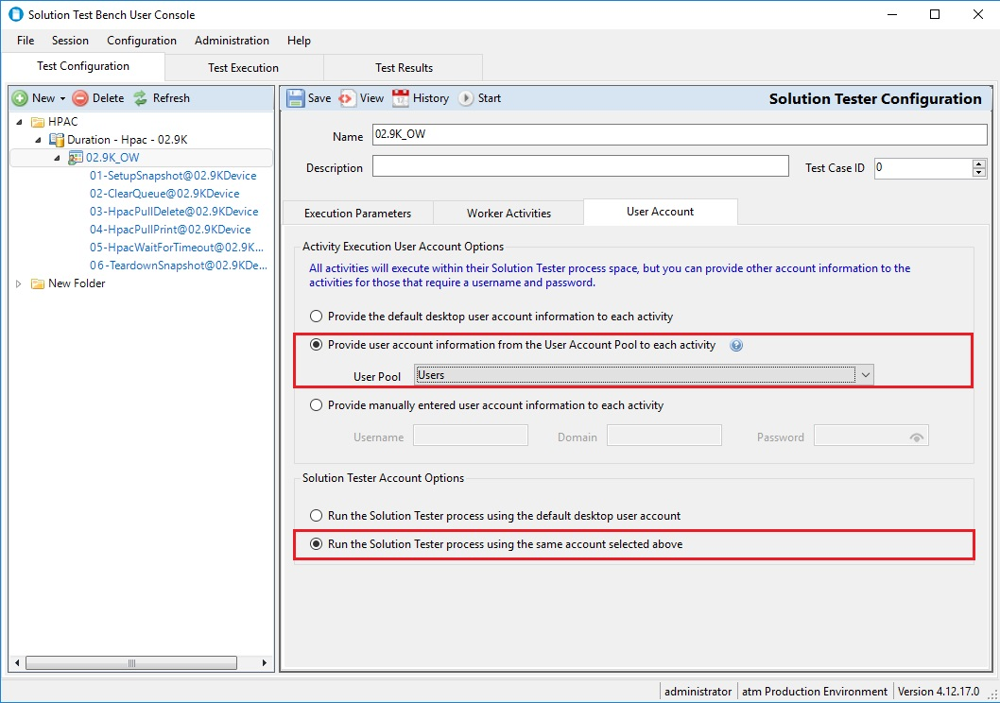 Solution Test Bench User Console
File Session Configuration Administration Help
Test Configuration Test Execution Test Results
New Delete Refresh
HPAC
Duration - Hpac - 02.9K
02.9K_OW
01-SetupSnapshot@02.9KDevice
02-ClearQueue@02.9KDevice
03-HpacPullDelete@02.9KDevice
04-HpacPullPrint@02.9KDevice
05-HpacWaitForTimeout@02.9K...
06-TeardownSnapshot@02.9KDe...
New Folder
Save View 12 History Start Solution Tester Configuration
Name 02.9K_OW
Description Test Case ID 0
Execution Parameters Worker Activities User Account
Activity Execution User Account Options
All activities will execute within their Solution Tester process space, but you can provide other account information to the
activities for those that require a username and password.
Provide the default desktop user account information to each activity
Provide user account information from the User Account Pool to each activity ?
User Pool Users
Provide manually entered user account information to each activity
Username Domain Password
Solution Tester Account Options
Run the Solution Tester process using the default desktop user account
Run the Solution Tester process using the same account selected above
administrator atm Production Environment Version 4.12.17.0